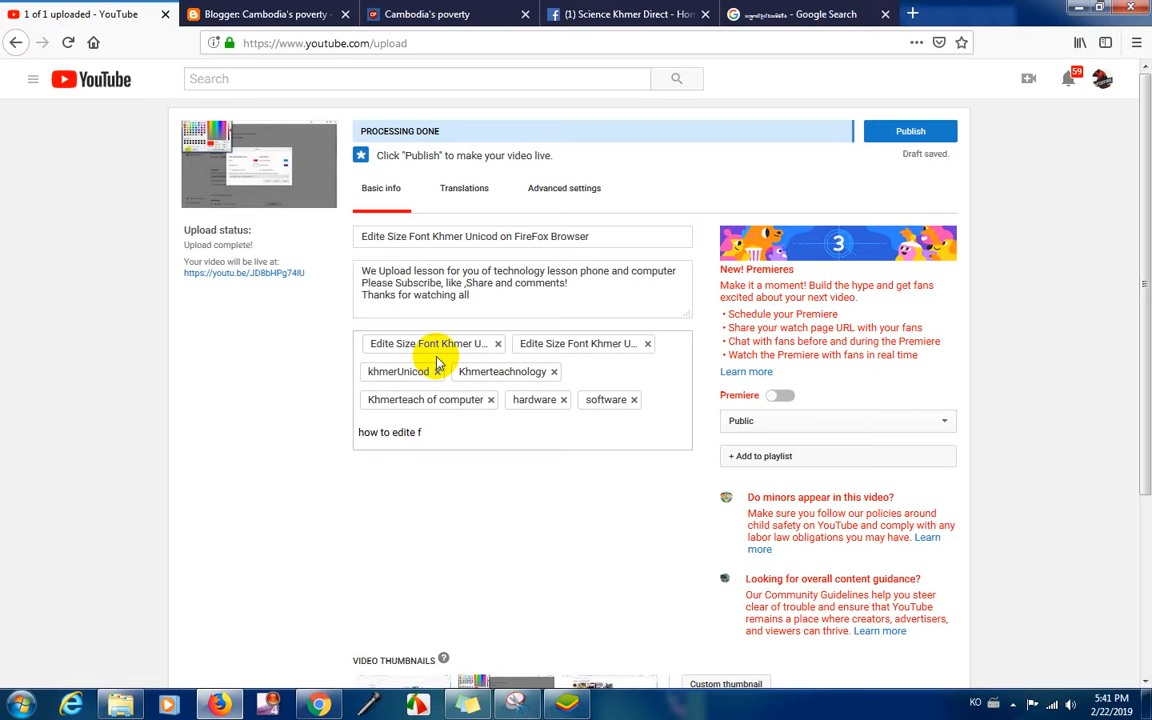 1 of 1 uploaded - YouTube
Blogger: Cambodia's poverty -
Cambodia's poverty
(1) Science Khmer Direct - Hom
- Google Search
https://www.youtube.com/upload
YouTube
Search
59
PROCESSING DONE
Publish
Click "Publish" to make your video live.
Draft saved.
Basic info
Translations
Advanced settings
Upload status:
Upload complete!
Your video will be live at:
https://youtu.be/JD8bHPg74IU
Edite Size Font Khmer Unicod on FireFox Browser
We Upload lesson for you of technology lesson phone and computer
Please Subscribe, like ,Share and comments!
Thanks for watching all
Edite Size Font Khmer U...
Edite Size Font Khmer U...
khmerUnicod
Khmerteachnology
Khmerteach of computer
hardware
software
how to edite f
3
New! Premieres
Make it a moment! Build the hype and get fans
excited about your next video.
• Schedule your Premiere
• Share your watch page URL with your fans
• Chat with fans before and during the Premiere
• Watch the Premiere with fans in real time
Learn more
Premiere
Public
+ Add to playlist
Do minors appear in this video?
Make sure you follow our policies around
child safety on YouTube and comply with any
labor law obligations you may have. Learn
more
Looking for overall content guidance?
Our Community Guidelines help you steer
clear of trouble and ensure that YouTube
remains a place where creators, advertisers,
and viewers can thrive. Learn more
VIDEO THUMBNAILS ?
Custom thumbnail
KO
5:41 PM
2/22/2019